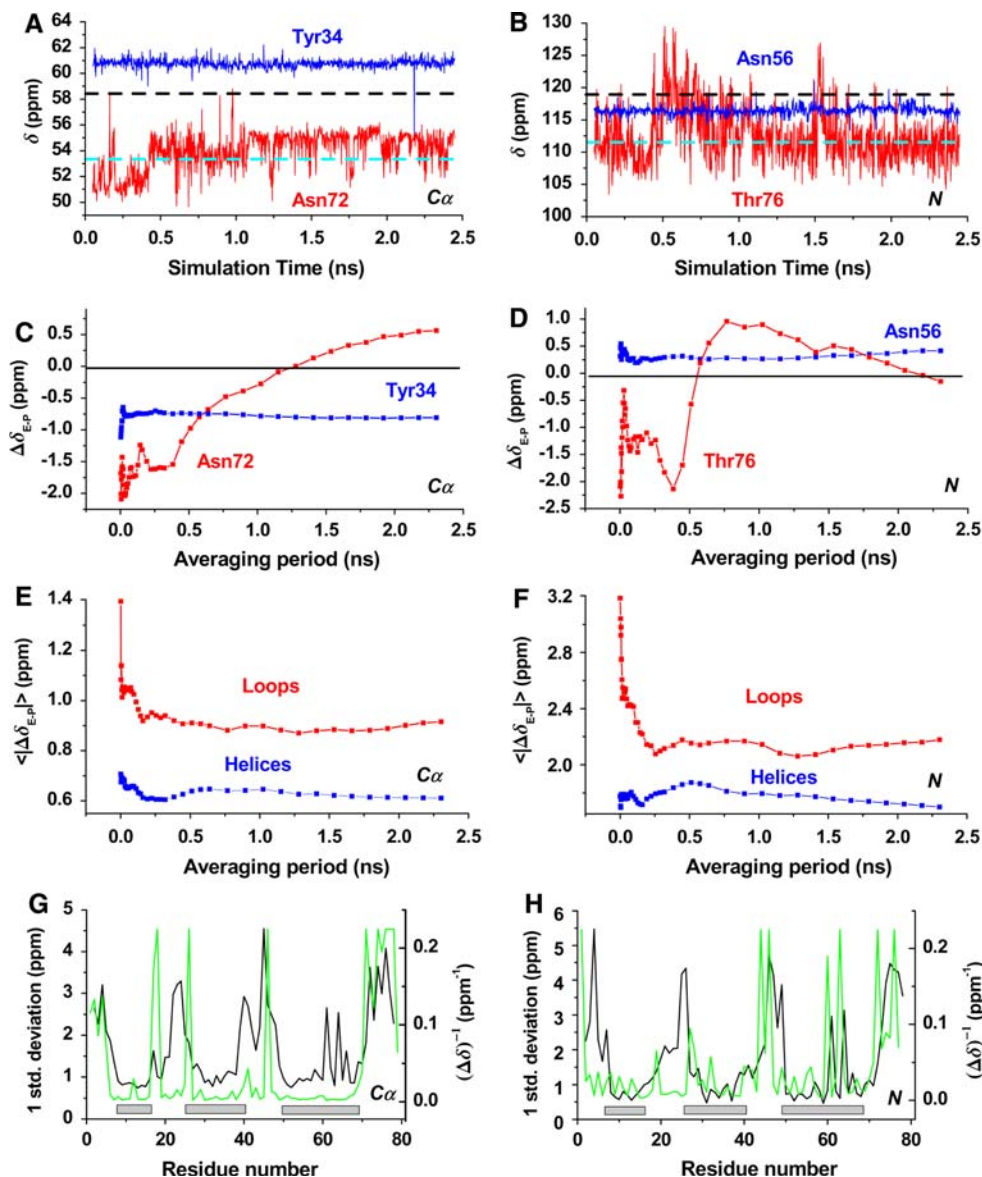 A
64
62
60
58
56
54
52
50
δ (ppm)
Tyr34
Asn72
Cα
0.0 0.5 1.0 1.5 2.0 2.5
Simulation Time (ns)
B
130
125
120
115
110
105
100
δ (ppm)
Asn56
Thr76
N
0.0 0.5 1.0 1.5 2.0 2.5
Simulation Time (ns)
C
0.5
0.0
-0.5
-1.0
-1.5
-2.0
ΔδE-P (ppm)
Tyr34
Asn72
Cα
0.0 0.5 1.0 1.5 2.0 2.5
Averaging period (ns)
D
1.0
0.5
0.0
-0.5
-1.0
-1.5
-2.0
-2.5
ΔδE-P (ppm)
Asn56
Thr76
N
0.0 0.5 1.0 1.5 2.0 2.5
Averaging period (ns)
E
1.4
1.2
1.0
0.8
0.6
<|ΔδE-P|> (ppm)
Loops
Helices
Cα
0.0 0.5 1.0 1.5 2.0 2.5
Averaging period (ns)
F
3.2
2.8
2.4
2.0
<|ΔδE-P|> (ppm)
Loops
Helices
N
0.0 0.5 1.0 1.5 2.0 2.5
Averaging period (ns)
G
5
4
3
2
1
0
1 std. deviation (ppm)
0.2
0.1
0.0
(Δδ)⁻¹ (ppm⁻¹)
Cα
0 20 40 60 80
Residue number
H
6
5
4
3
2
1
0
1 std. deviation (ppm)
0.2
0.1
0.0
(Δδ)⁻¹ (ppm⁻¹)
N
0 20 40 60 80
Residue number